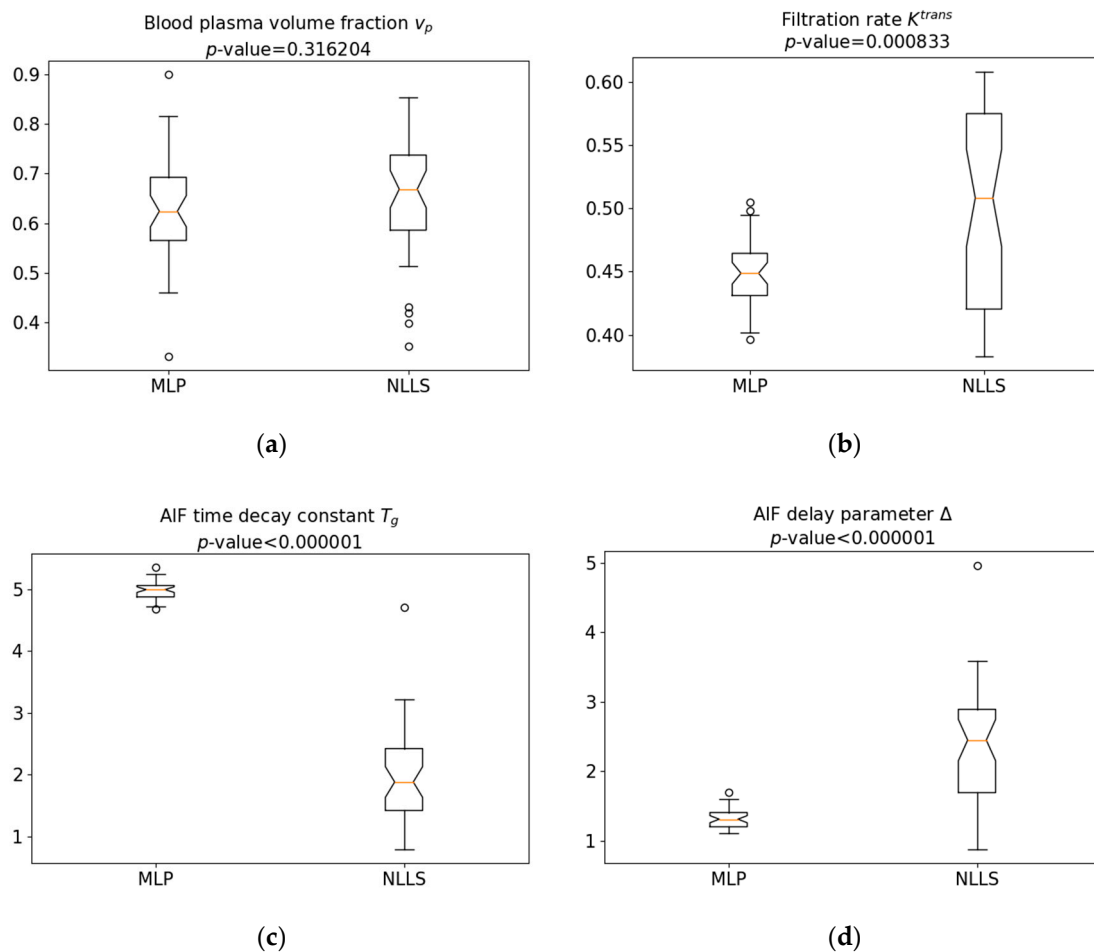 Blood plasma volume fraction v_p
p-value=0.316204
0.9
0.8
0.7
0.6
0.5
0.4
MLP NLLS
(a)
Filtration rate K^trans
p-value=0.000833
0.60
0.55
0.50
0.45
0.40
MLP NLLS
(b)
AIF time decay constant T_g
p-value<0.000001
5
4
3
2
1
MLP NLLS
(c)
AIF delay parameter Δ
p-value<0.000001
5
4
3
2
1
MLP NLLS
(d)